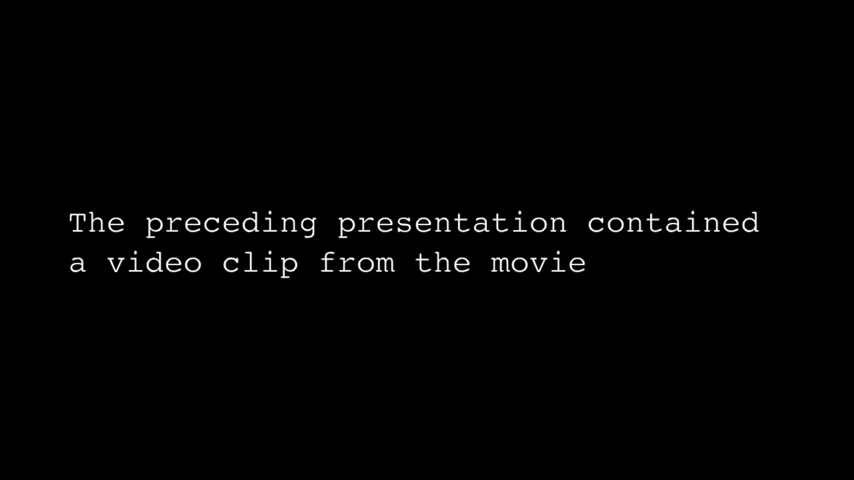 The preceding presentation contained
a video clip from the movie